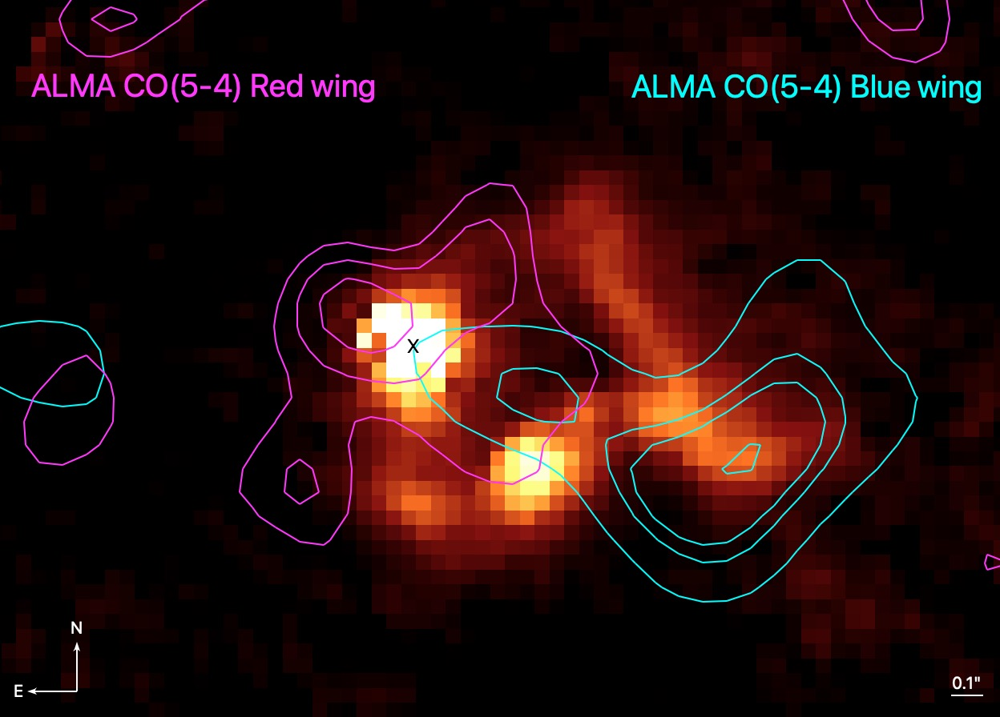 ALMA CO(5-4) Red wing
ALMA CO(5-4) Blue wing
X
N
E
0.1"